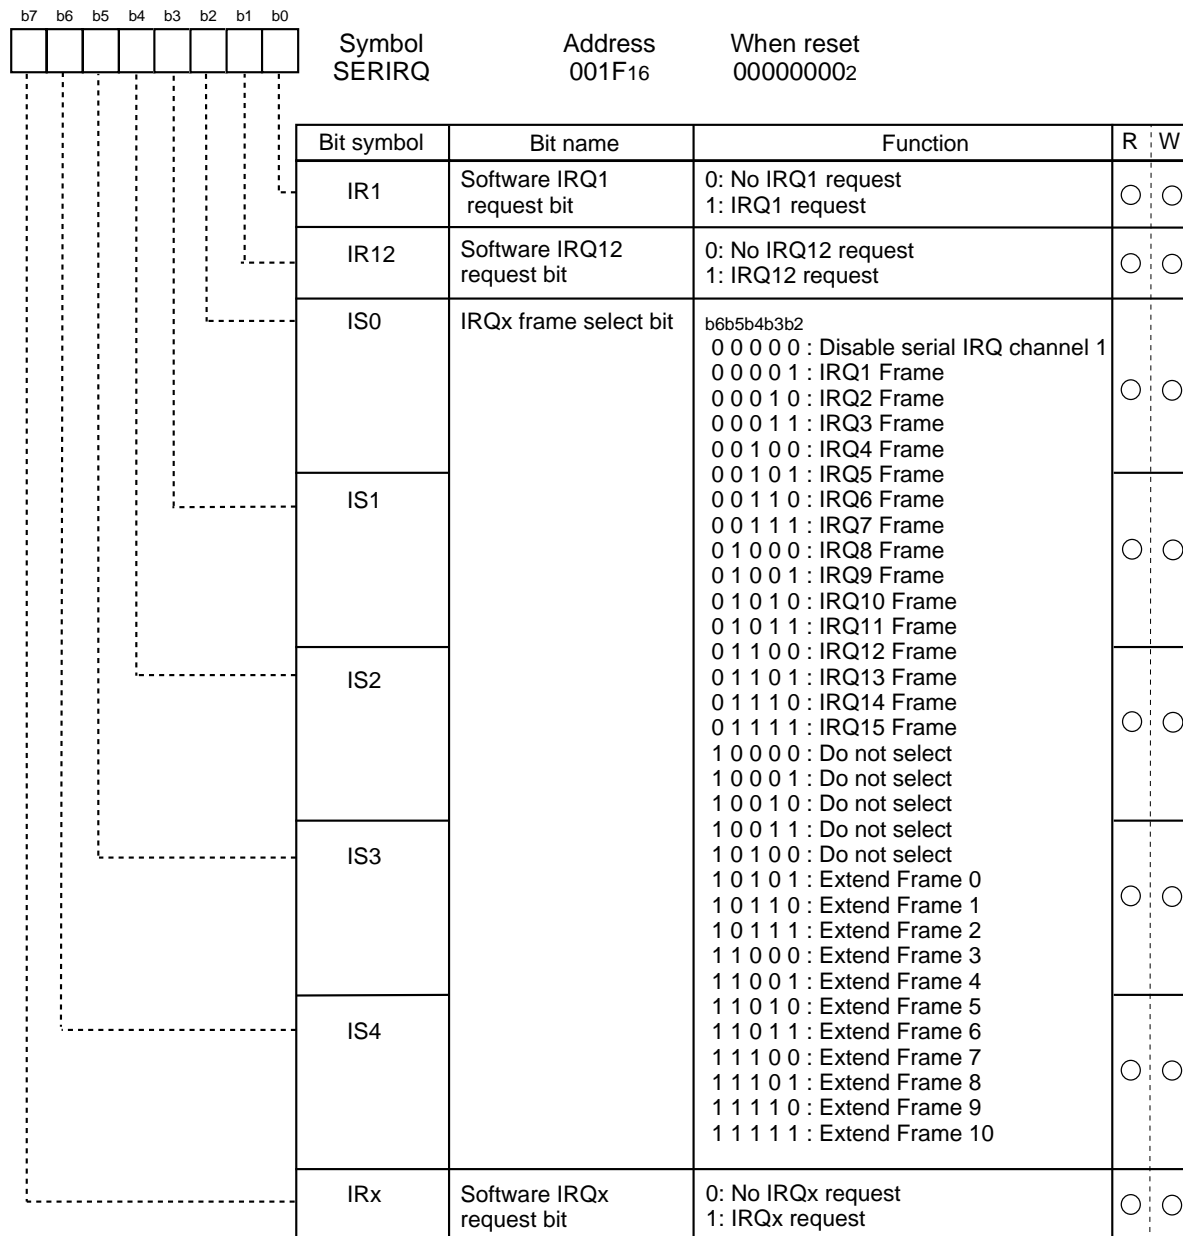 b7 b6 b5 b4 b3 b2 b1 b0
Symbol Address When reset
SERIRQ 001F16 000000002
Bit symbol Bit name Function R W
IR1 Software IRQ1 request bit 0: No IRQ1 request
1: IRQ1 request
IR12 Software IRQ12 request bit 0: No IRQ12 request
1: IRQ12 request
IS0 IRQx frame select bit b6b5b4b3b2
0 0 0 0 0 : Disable serial IRQ channel 1
0 0 0 0 1 : IRQ1 Frame
0 0 0 1 0 : IRQ2 Frame
0 0 0 1 1 : IRQ3 Frame
0 0 1 0 0 : IRQ4 Frame
0 0 1 0 1 : IRQ5 Frame
IS1 0 0 1 1 0 : IRQ6 Frame
0 0 1 1 1 : IRQ7 Frame
0 1 0 0 0 : IRQ8 Frame
0 1 0 0 1 : IRQ9 Frame
0 1 0 1 0 : IRQ10 Frame
0 1 0 1 1 : IRQ11 Frame
0 1 1 0 0 : IRQ12 Frame
IS2 0 1 1 0 1 : IRQ13 Frame
0 1 1 1 0 : IRQ14 Frame
0 1 1 1 1 : IRQ15 Frame
1 0 0 0 0 : Do not select
1 0 0 0 1 : Do not select
1 0 0 1 0 : Do not select
1 0 0 1 1 : Do not select
IS3 1 0 1 0 0 : Do not select
1 0 1 0 1 : Extend Frame 0
1 0 1 1 0 : Extend Frame 1
1 0 1 1 1 : Extend Frame 2
1 1 0 0 0 : Extend Frame 3
1 1 0 0 1 : Extend Frame 4
1 1 0 1 0 : Extend Frame 5
IS4 1 1 0 1 1 : Extend Frame 6
1 1 1 0 0 : Extend Frame 7
1 1 1 0 1 : Extend Frame 8
1 1 1 1 0 : Extend Frame 9
1 1 1 1 1 : Extend Frame 10
IRx Software IRQx request bit 0: No IRQx request
1: IRQx request